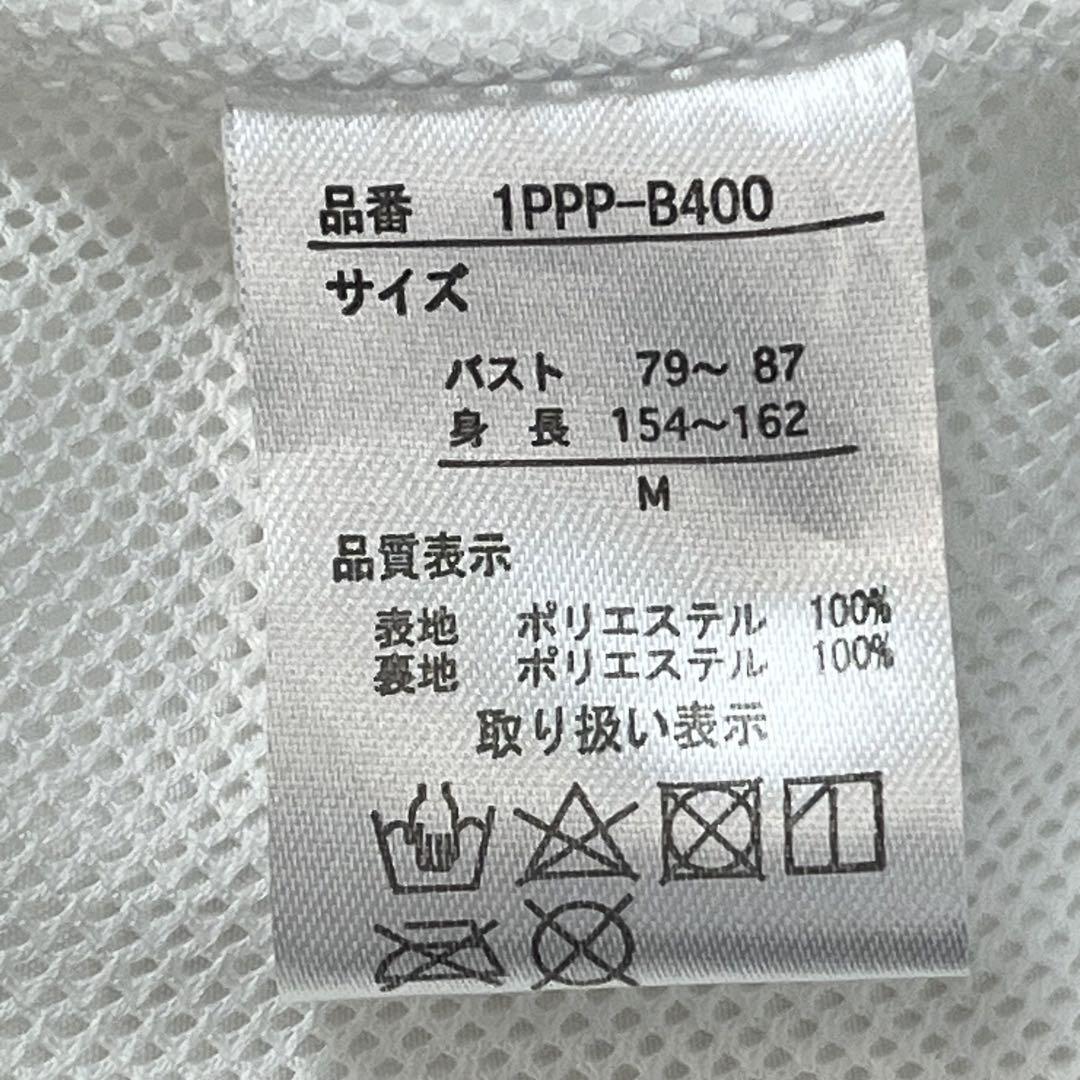 品番 1PPP-B400
サイズ
バスト 79～ 87
身 長 154～162
M
品質表示
表地 ポリエステル 100%
裏地 ポリエステル 100%
取り扱い表示